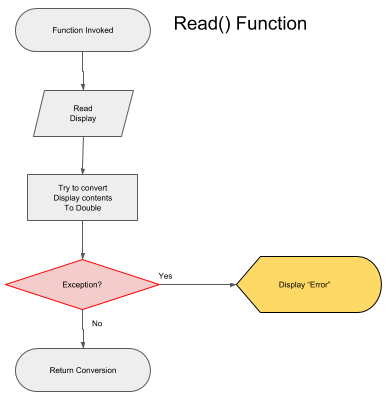 Read() Function
Function Invoked
Read
Display
Try to convert
Display contents
To Double
Exception?
Yes
Display “Error”
No
Return Conversion